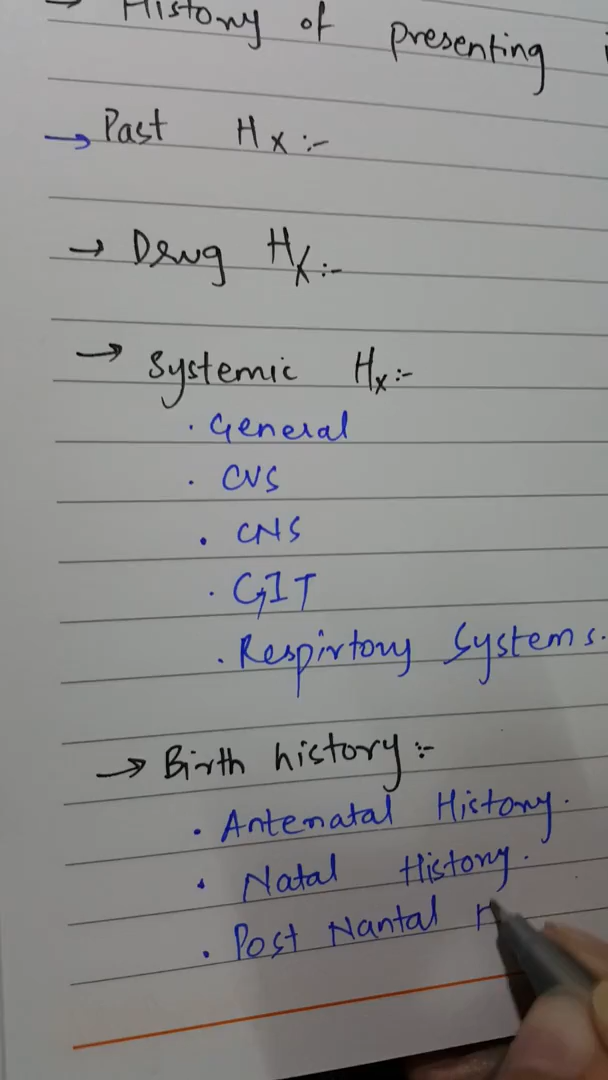 → History of presenting
→ Past Hx:-
→ Drug Hx:-
→ Systemic Hx:-
· General
· CVS
· CNS
· GIT
· Respirtory Systems.
→ Birth history:-
· Antenatal History.
· Natal History.
· Post Nantal